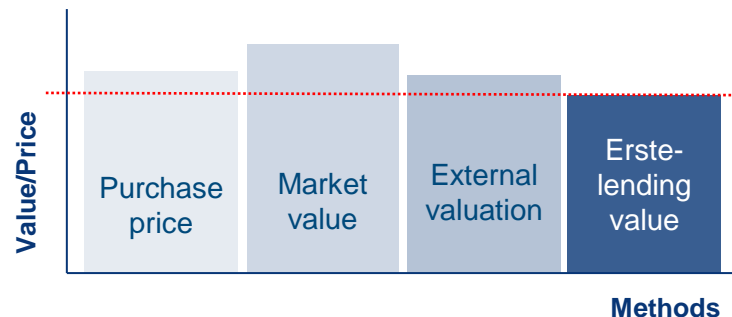 Value/Price
Purchase
price
Market
value
External
valuation
Erste-
lending
value
Methods